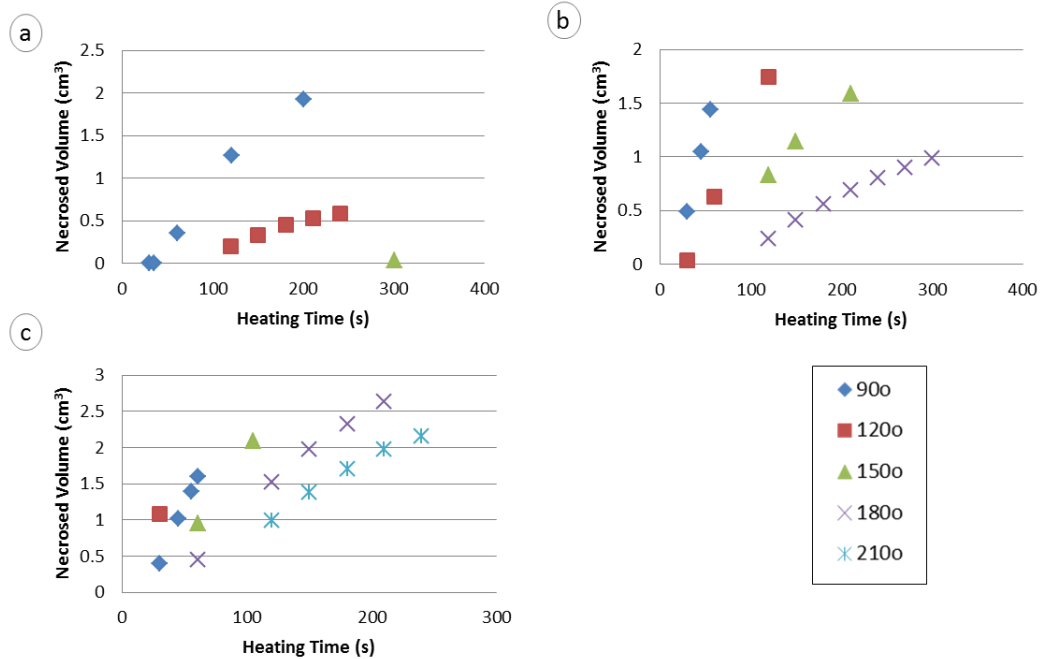 a
2.5
2
1.5
1
0.5
0
0 100 200 300 400
Necrosed Volume (cm³)
Heating Time (s)
b
2
1.5
1
0.5
0
0 100 200 300 400
Necrosed Volume (cm³)
Heating Time (s)
c
3
2.5
2
1.5
1
0.5
0
0 100 200 300
Necrosed Volume (cm³)
Heating Time (s)
90o
120o
150o
180o
210o